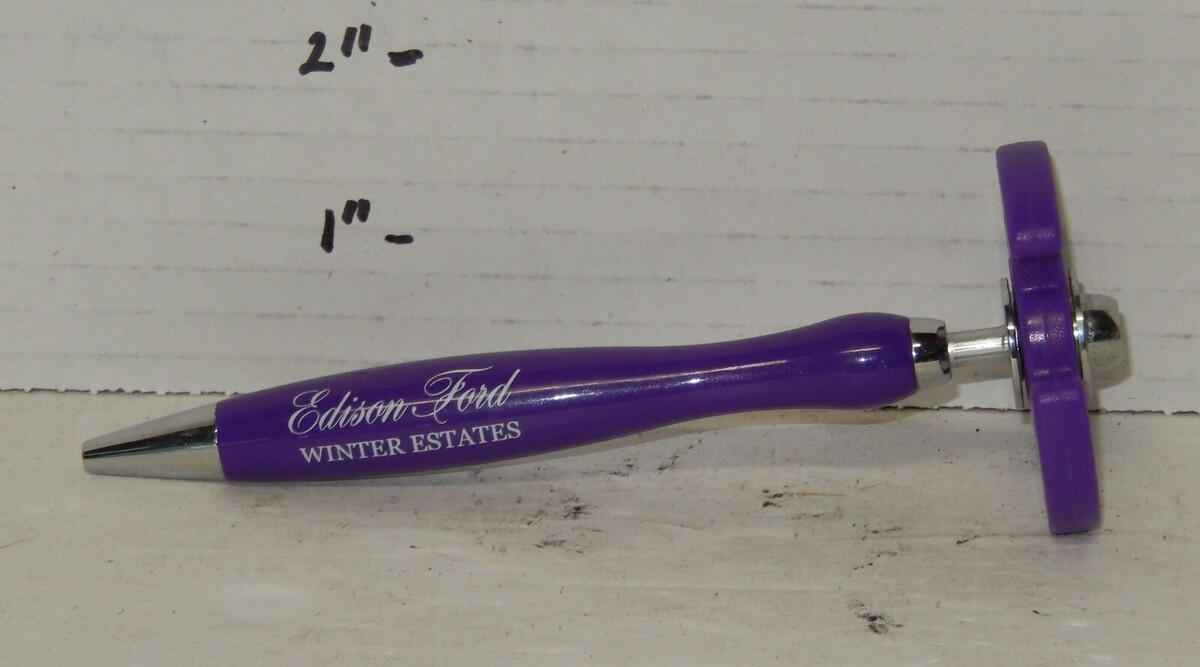 2"-
1"-
Edison Ford
WINTER ESTATES